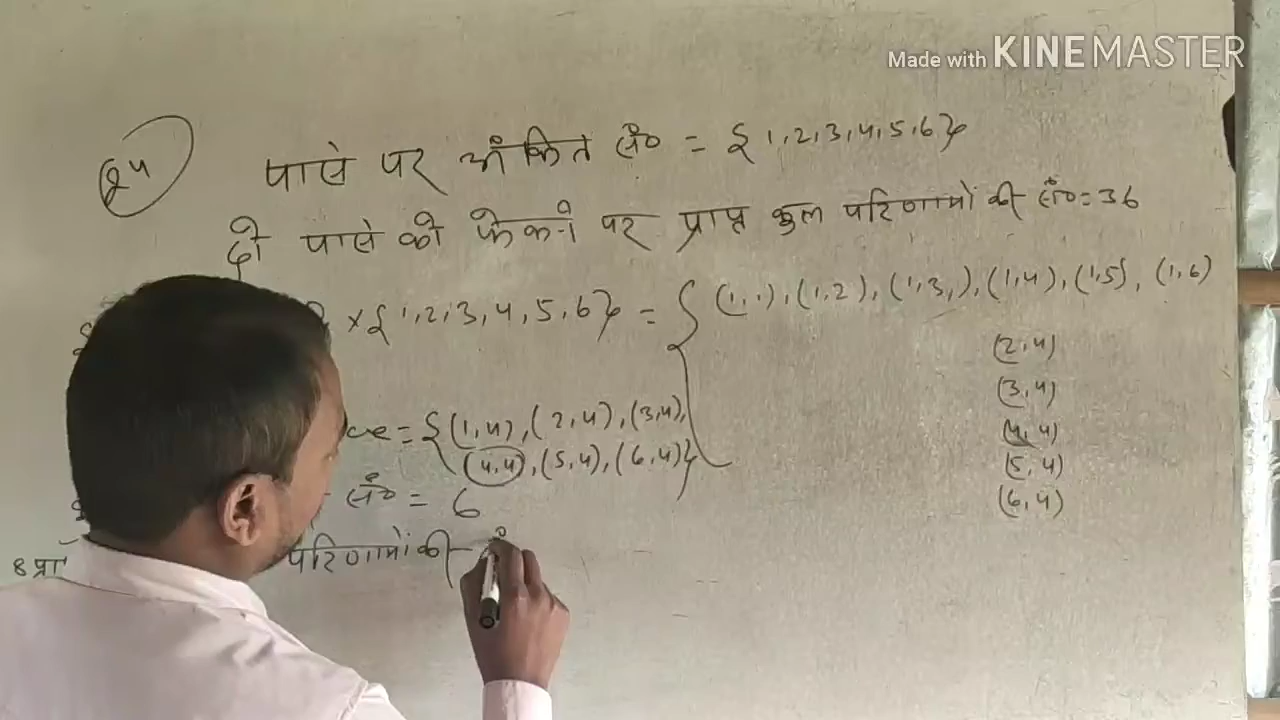 Made with KINEMASTER
पासे पर अंकित सं० = {1,2,3,4,5,6}
दो पासे को फेकने पर प्राप्त कुल परिणामों की सं० = 36
x {1,2,3,4,5,6} = { (1,1), (1,2), (1,3,), (1,4), (1,5), (1,6)
(2,4)
(3,4)
(4,4)
(5,4)
(6,4)
= { (1,4), (2,4), (3,4),
(4,4), (5,4), (6,4) }
सं० = 6
परिणामों की